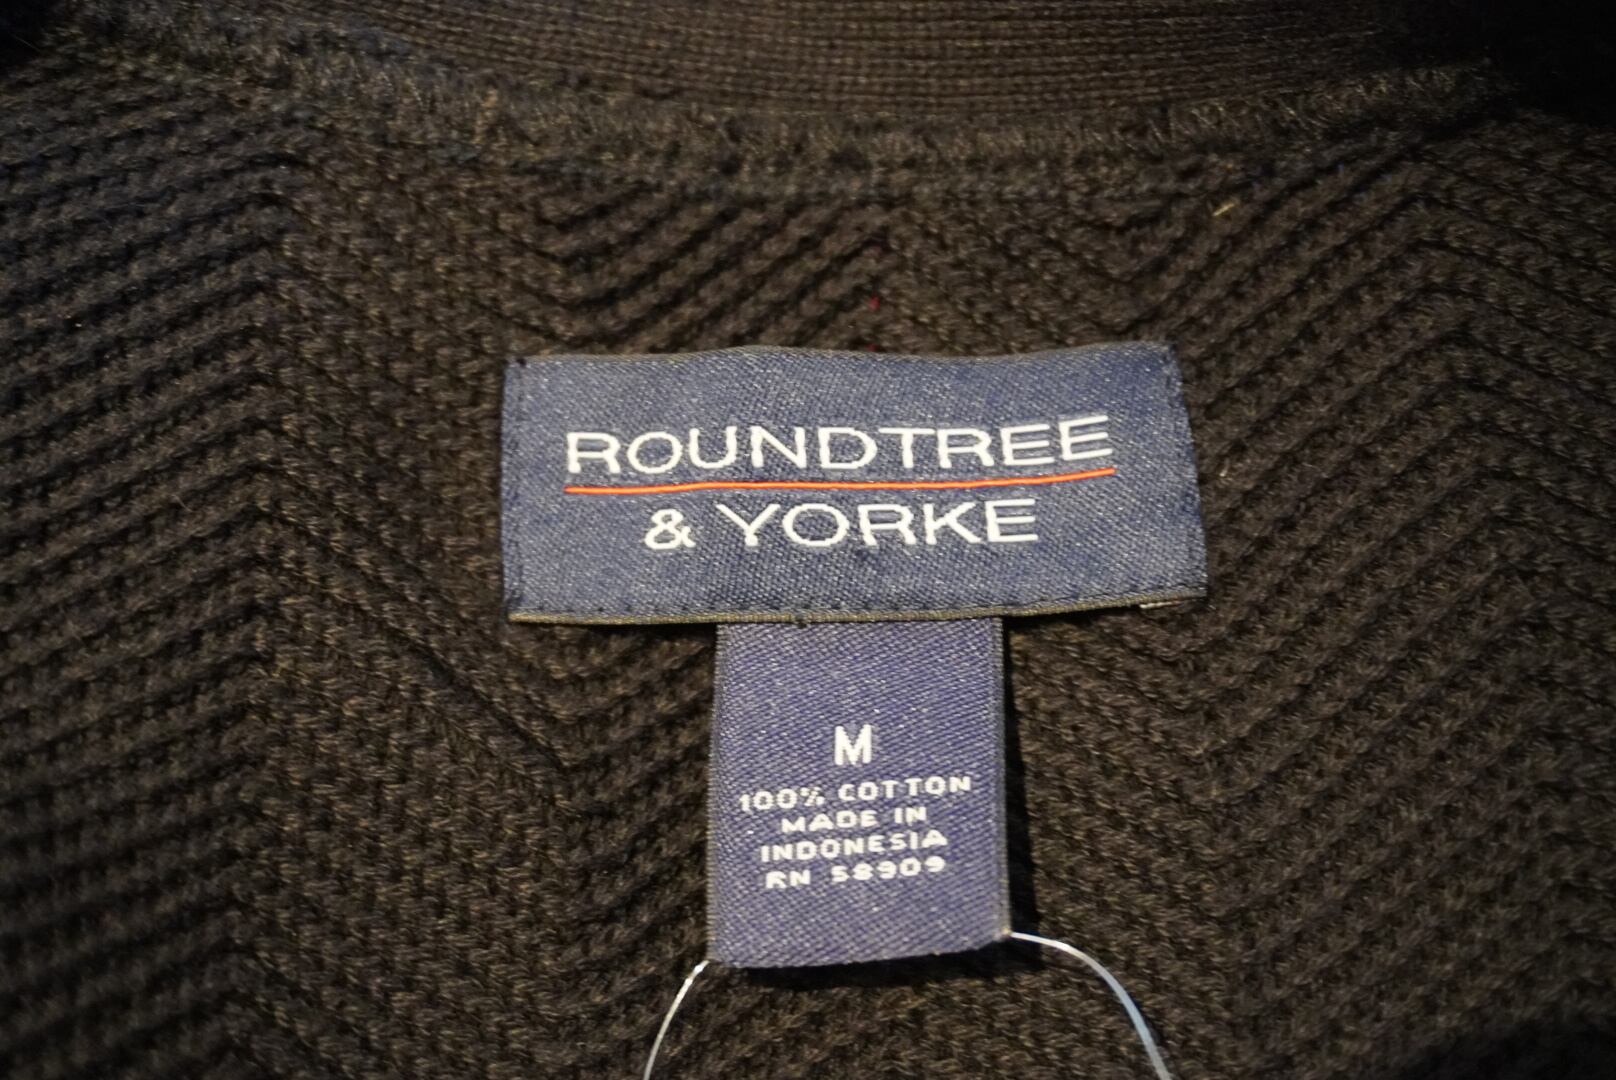 ROUNDTREE
& YORKE
M
100% COTTON
MADE IN
INDONESIA
RN 58909